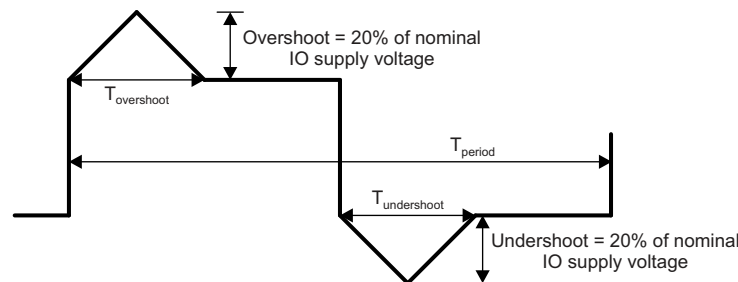 Overshoot = 20% of nominal
IO supply voltage
Tovershoot
Tperiod
Tundershoot
Undershoot = 20% of nominal
IO supply voltage